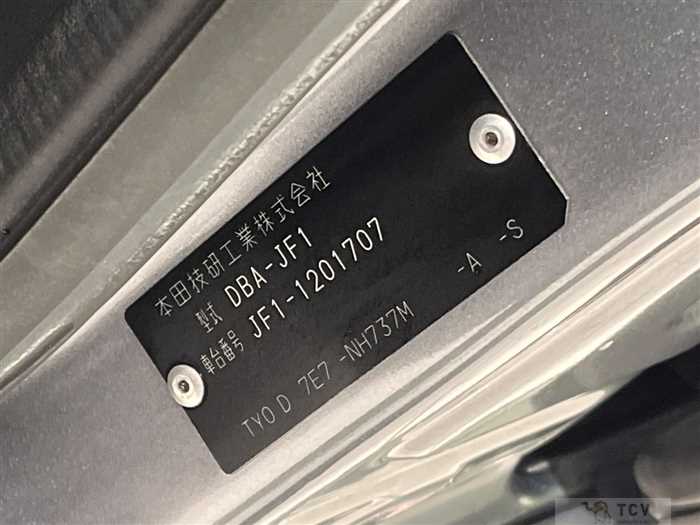 本田技研工業株式会社
型式 DBA-JF1
車台番号 JF1-1201707
TYO D 7E7 -NH737M -A -S
TCV